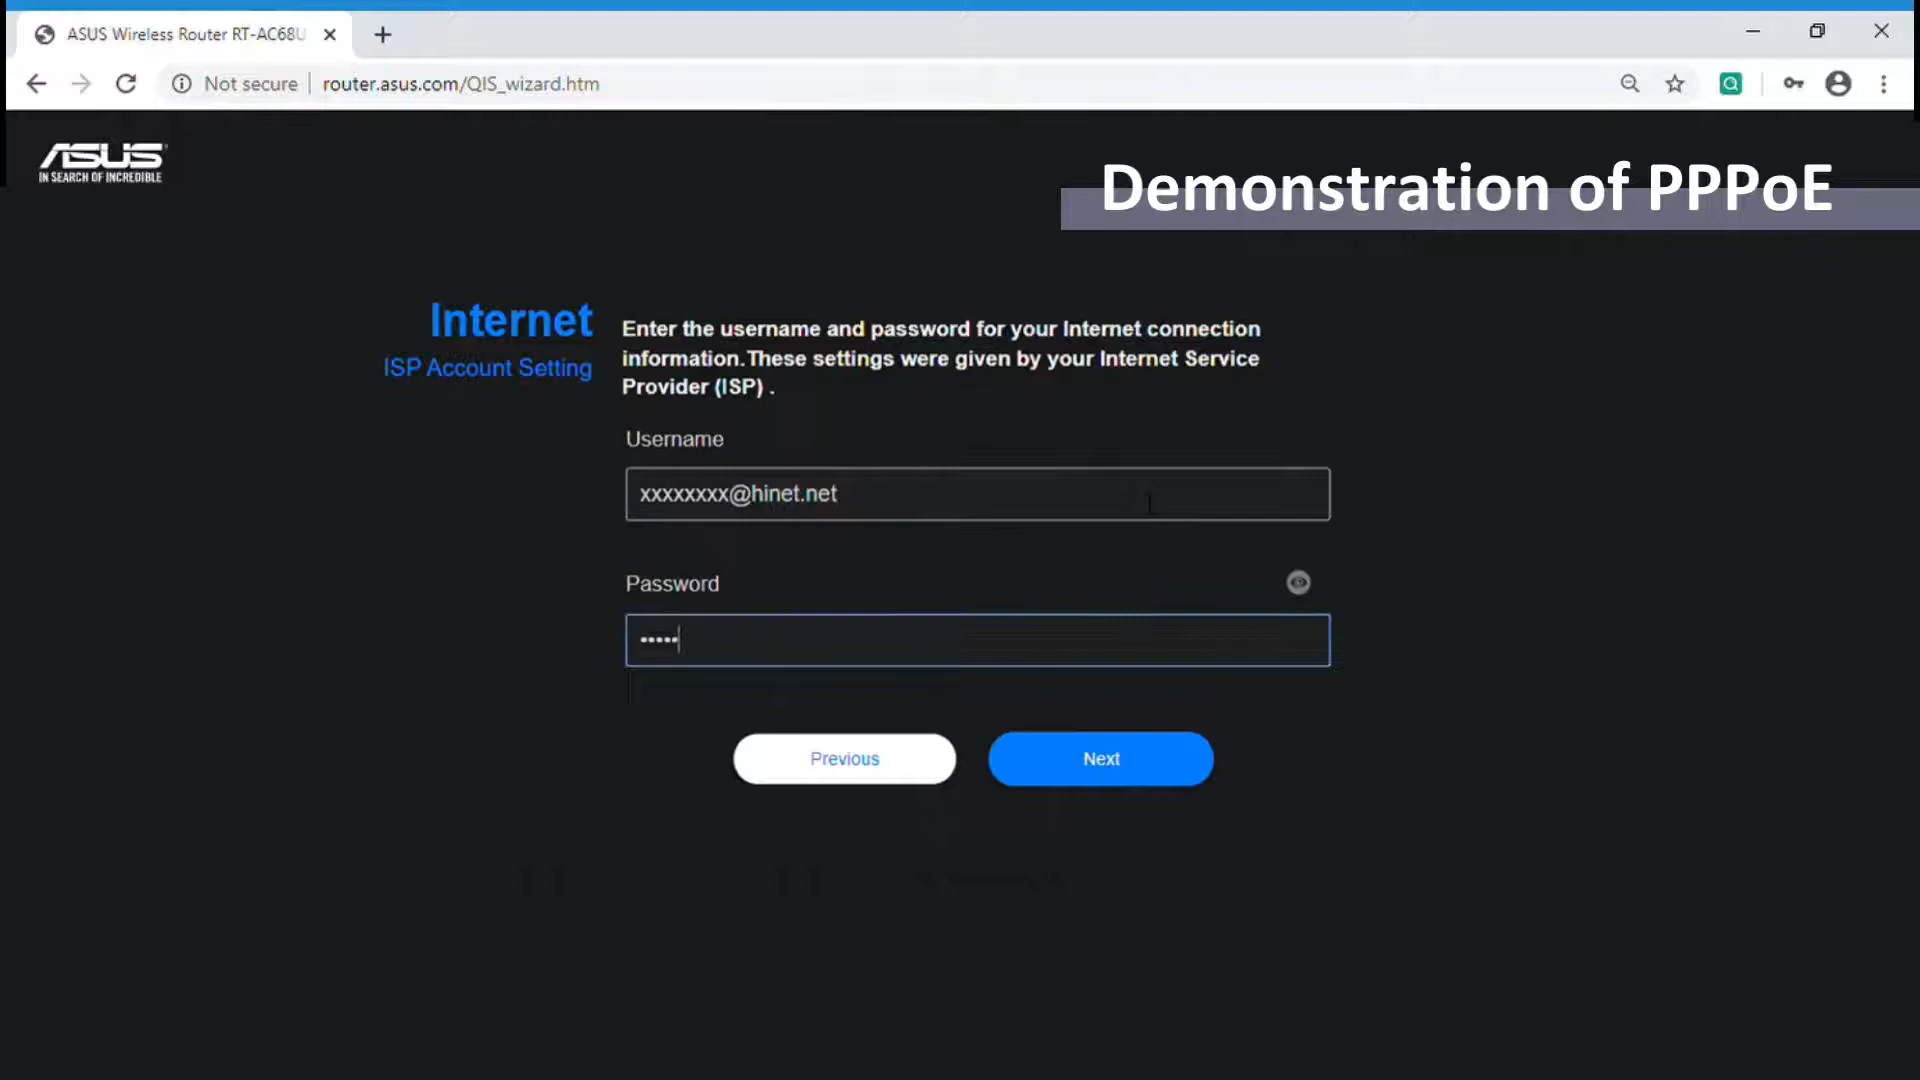 ASUS Wireless Router RT-AC68U
Not secure
router.asus.com/QIS_wizard.htm
ASUS
IN SEARCH OF INCREDIBLE
Demonstration of PPPoE
Internet
ISP Account Setting
Enter the username and password for your Internet connection
information.These settings were given by your Internet Service
Provider (ISP) .
Username
xxxxxxxx@hinet.net
Password
•••••
Previous
Next